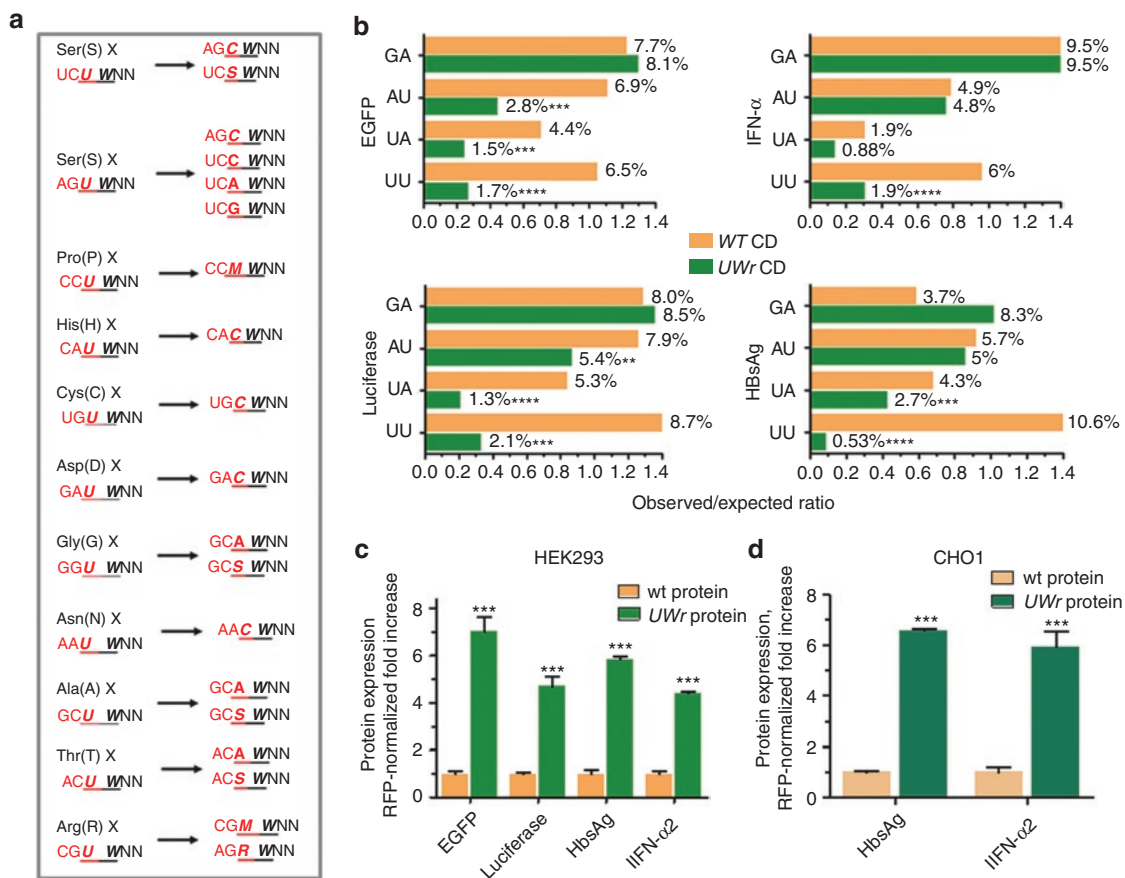 a
Ser(S) X
UCU WNN
AGC WNN
UCS WNN
Ser(S) X
AGU WNN
AGC WNN
UCC WNN
UCA WNN
UCG WNN
Pro(P) X
CCU WNN
CCM WNN
His(H) X
CAU WNN
CAC WNN
Cys(C) X
UGU WNN
UGC WNN
Asp(D) X
GAU WNN
GAC WNN
Gly(G) X
GGU WNN
GCA WNN
GCS WNN
Asn(N) X
AAU WNN
AAC WNN
Ala(A) X
GCU WNN
GCA WNN
GCS WNN
Thr(T) X
ACU WNN
ACA WNN
ACS WNN
Arg(R) X
CGU WNN
CGM WNN
AGR WNN
b
EGFP
GA
7.7%
8.1%
AU
6.9%
2.8%***
UA
4.4%
1.5%***
UU
6.5%
1.7%****
0.0 0.2 0.4 0.6 0.8 1.0 1.2 1.4
IFN-α
GA
9.5%
9.5%
AU
4.9%
4.8%
UA
1.9%
0.88%
UU
6%
1.9%****
0.0 0.2 0.4 0.6 0.8 1.0 1.2 1.4
WT CD
UWr CD
Luciferase
GA
8.0%
8.5%
AU
7.9%
5.4%**
UA
5.3%
1.3%****
UU
8.7%
2.1%***
0.0 0.2 0.4 0.6 0.8 1.0 1.2 1.4
HBsAg
GA
3.7%
8.3%
AU
5.7%
5%
UA
4.3%
2.7%***
UU
10.6%
0.53%****
0.0 0.2 0.4 0.6 0.8 1.0 1.2 1.4
Observed/expected ratio
c
HEK293
wt protein
UWr protein
Protein expression
RFP-normalized fold increase
8
6
4
2
0
***
***
***
***
EGFP
Luciferase
HbsAg
IIFN-α2
d
CHO1
wt protein
UWr protein
Protein expression,
RFP-normalized fold increase
8
6
4
2
0
***
***
HbsAg
IIFN-α2